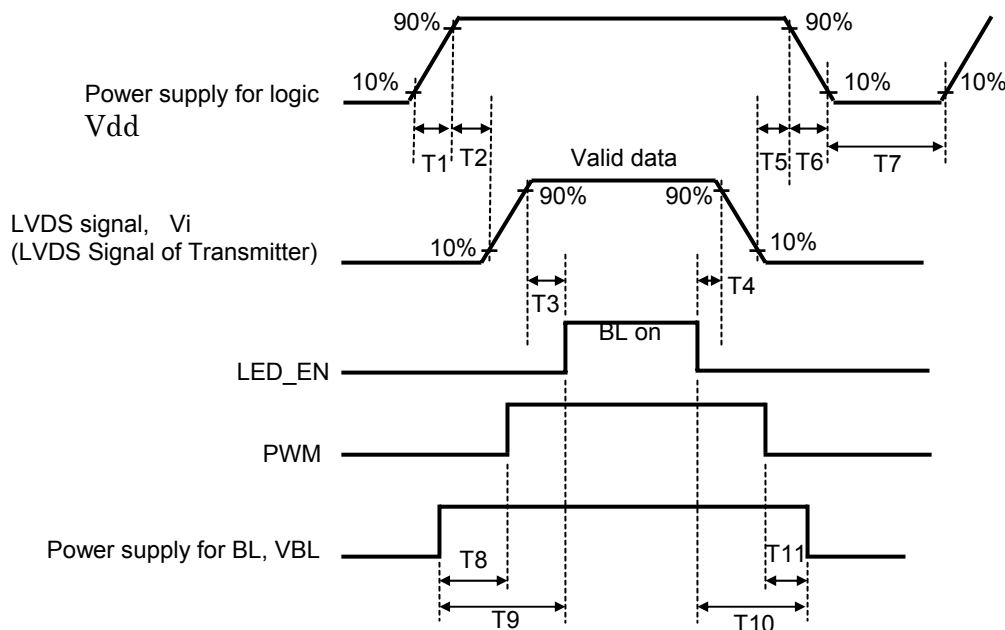 90%
90%
10%
10%
10%
Power supply for logic
Vdd
T1
T2
T5
T6
T7
Valid data
90%
90%
LVDS signal, Vi
(LVDS Signal of Transmitter)
10%
10%
T3
T4
BL on
LED_EN
PWM
Power supply for BL, VBL
T8
T11
T9
T10